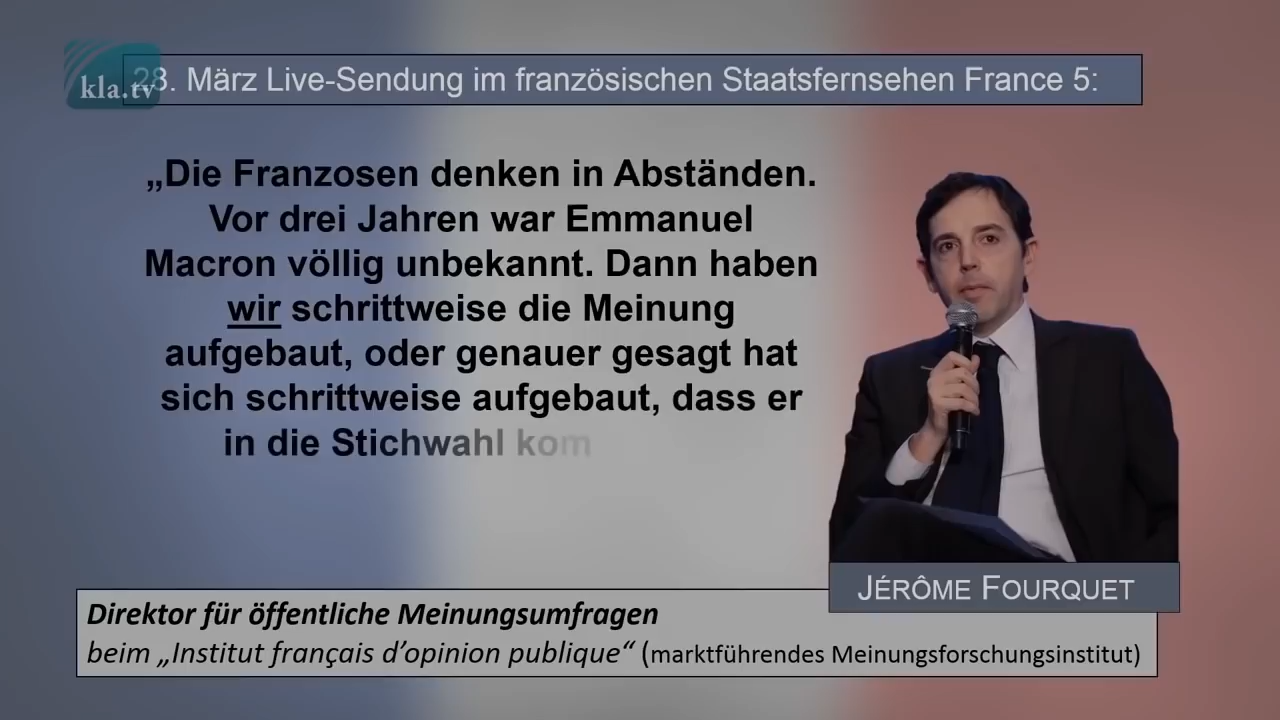 kla.tv
28. März Live-Sendung im französischen Staatsfernsehen France 5:
„Die Franzosen denken in Abständen.
Vor drei Jahren war Emmanuel
Macron völlig unbekannt. Dann haben
wir schrittweise die Meinung
aufgebaut, oder genauer gesagt hat
sich schrittweise aufgebaut, dass er
in die Stichwahl kom
JÉRÔME FOURQUET
Direktor für öffentliche Meinungsumfragen
beim „Institut français d’opinion publique“ (marktführendes Meinungsforschungsinstitut)